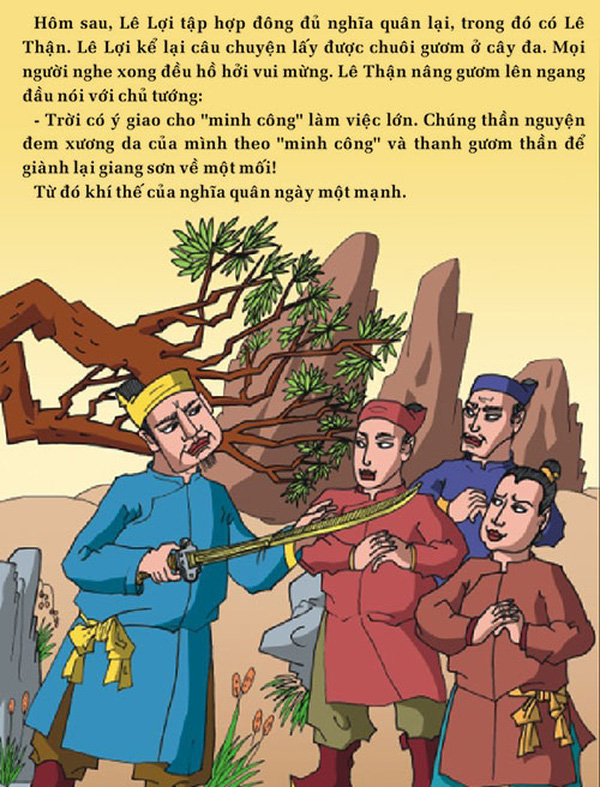 Hôm sau, Lê Lợi tập hợp đông đủ nghĩa quân lại, trong đó có Lê
Thận. Lê Lợi kể lại câu chuyện lấy được chuôi gươm ở cây đa. Mọi
người nghe xong đều hồ hởi vui mừng. Lê Thận nâng gươm lên ngang
đầu nói với chủ tướng:
- Trời có ý giao cho "minh công" làm việc lớn. Chúng thần nguyện
đem xương da của mình theo "minh công" và thanh gươm thần để
giành lại giang sơn về một mối!
Từ đó khí thế của nghĩa quân ngày một mạnh.